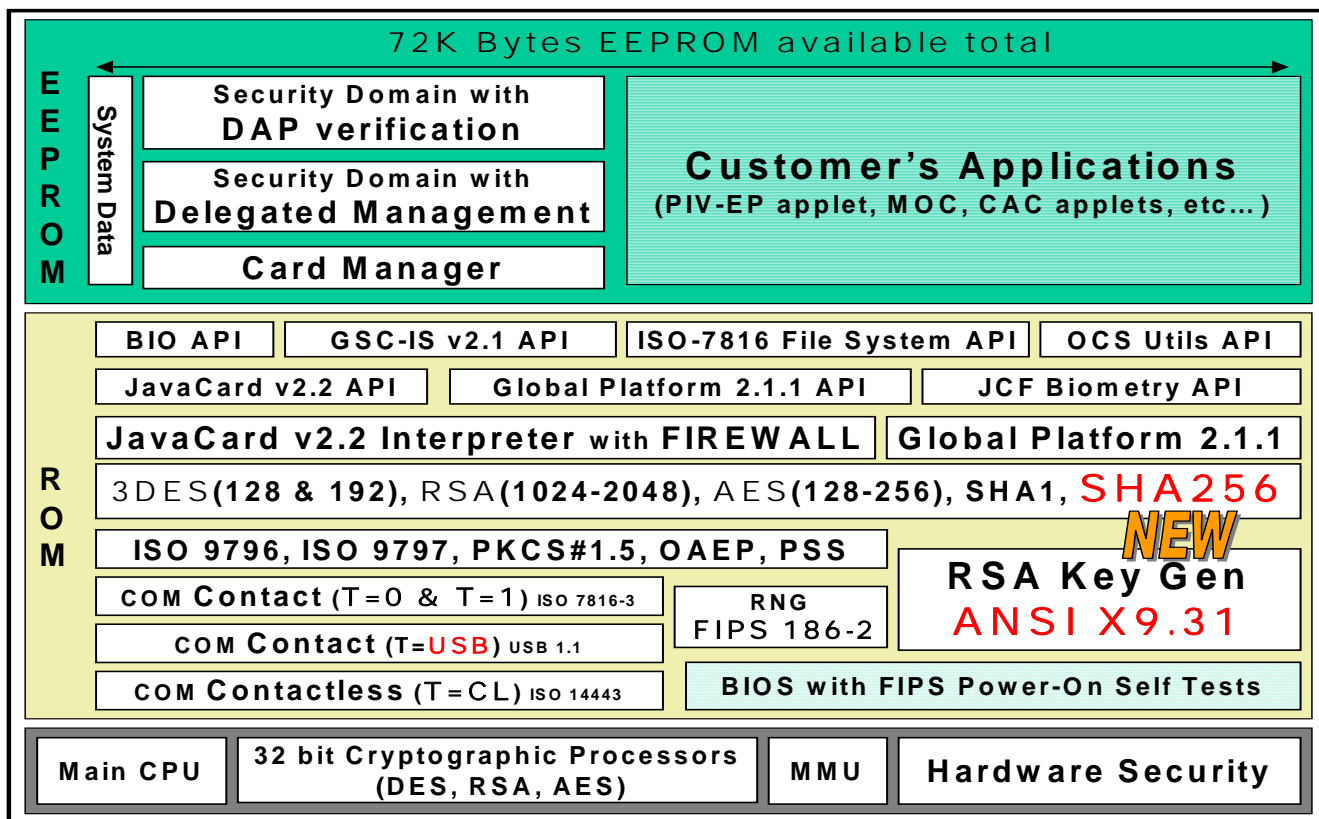 72K Bytes EEPROM available total
EEPROM
System Data
Security Domain with
DAP verification
Security Domain with
Delegated Management
Card Manager
Customer’s Applications
(PIV-EP applet, MOC, CAC applets, etc…)
ROM
BIO API
GSC-IS v2.1 API
ISO-7816 File System API
OCS Utils API
JavaCard v2.2 API
Global Platform 2.1.1 API
JCF Biometry API
JavaCard v2.2 Interpreter with FIREWALL
Global Platform 2.1.1
3DES(128 & 192), RSA(1024-2048), AES(128-256), SHA1, SHA256
NEW
ISO 9796, ISO 9797, PKCS#1.5, OAEP, PSS
RSA Key Gen
ANSI X9.31
COM Contact (T=0 & T=1) ISO 7816-3
RNG
FIPS 186-2
COM Contact (T=USB) USB 1.1
COM Contactless (T=CL) ISO 14443
BIOS with FIPS Power-On Self Tests
Main CPU
32 bit Cryptographic Processors
(DES, RSA, AES)
MMU
Hardware Security